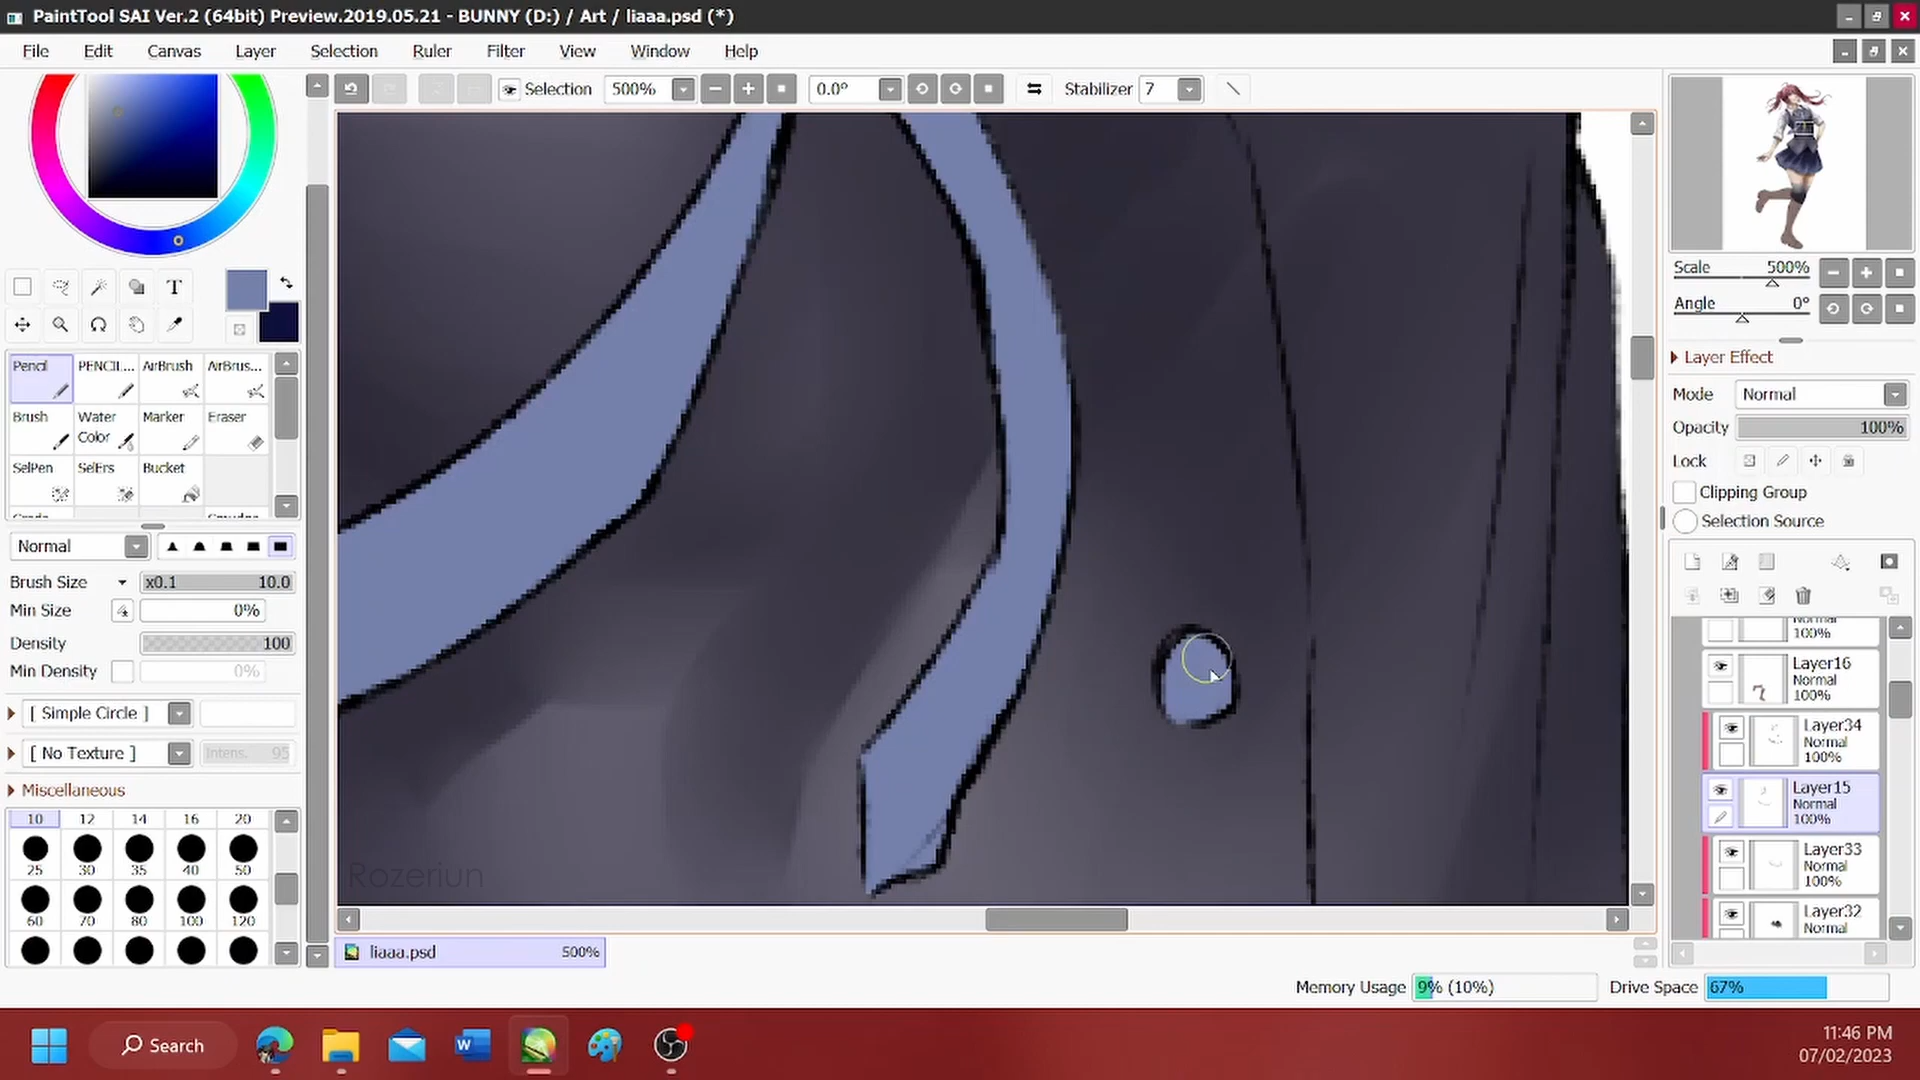 PaintTool SAI Ver.2 (64bit) Preview.2019.05.21 - BUNNY (D:) / Art / liaaa.psd (*)
File Edit Canvas Layer Selection Ruler Filter View Window Help
Selection 500% 0.0° Stabilizer 7
T
Scale 500%
Angle 0°
Pencil PENCIL... AirBrush AirBrus...
Brush Water Color Marker Eraser
SelPen SelErs Bucket
Normal
Brush Size x0.1 10.0
Min Size 0%
Density 100
Min Density 0%
[ Simple Circle ]
[ No Texture ] Intens. 95
Miscellaneous
10 12 14 16 20
25 30 35 40 50
60 70 80 100 120
Layer Effect
Mode Normal
Opacity 100%
Lock
Clipping Group
Selection Source
Normal
100%
Layer16
Normal
100%
Layer34
Normal
100%
Layer15
Normal
100%
Layer33
Normal
100%
Layer32
Normal
Rozeriun
liaaa.psd 500%
Memory Usage 9% (10%) Drive Space 67%
Search
W
11:46 PM
07/02/2023